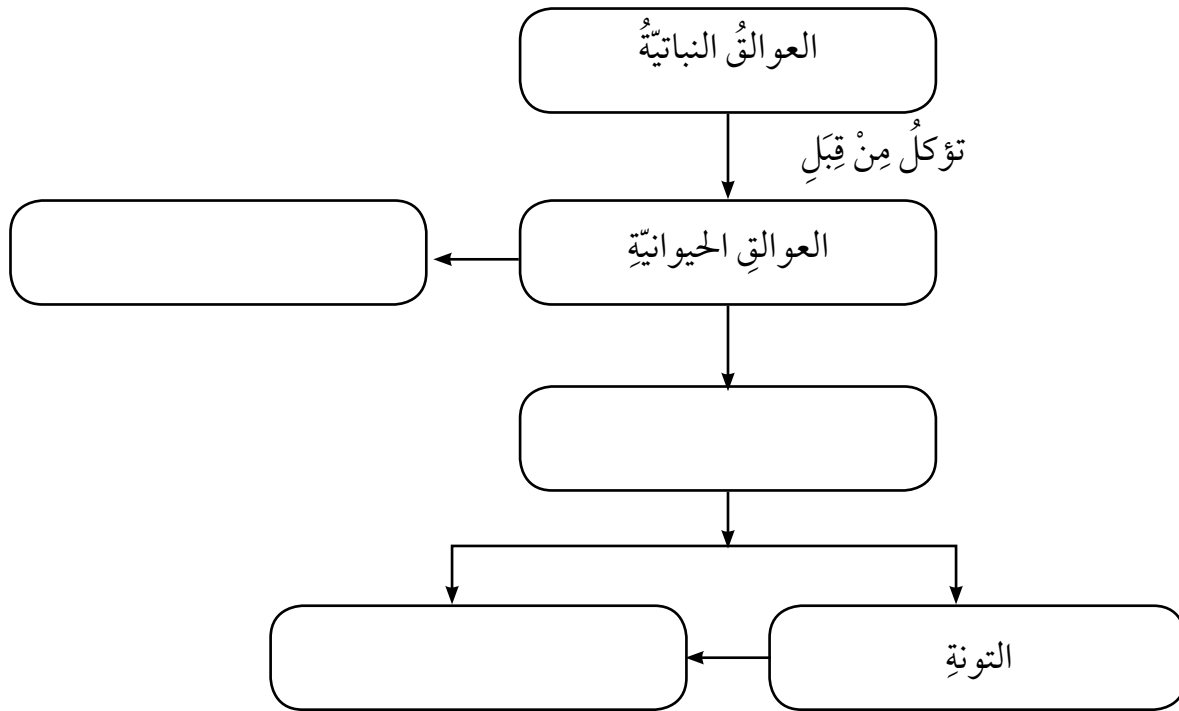 العوالقُ النباتيّةُ
تؤكلُ مِنْ قِبَلِ
العوالقِ الحيوانيّةِ
التونةِ